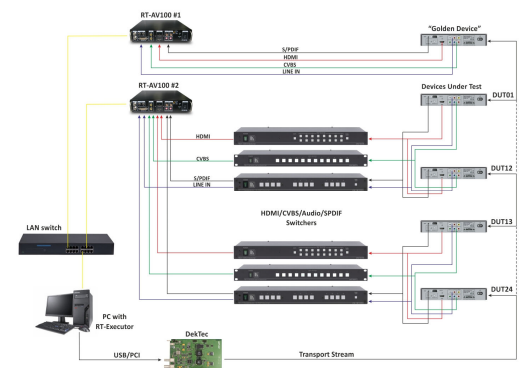 RT-AV100 #1
"Golden Device"
S/PDIF
HDMI
CVBS
LINE IN
RT-AV100 #2
Devices Under Test
DUT01
HDMI
CVBS
DUT12
S/PDIF
LINE IN
HDMI/CVBS/Audio/SPDIF
Switchers
DUT13
LAN switch
DUT24
PC with
RT-Executor
DekTec
USB/PCI
Transport Stream